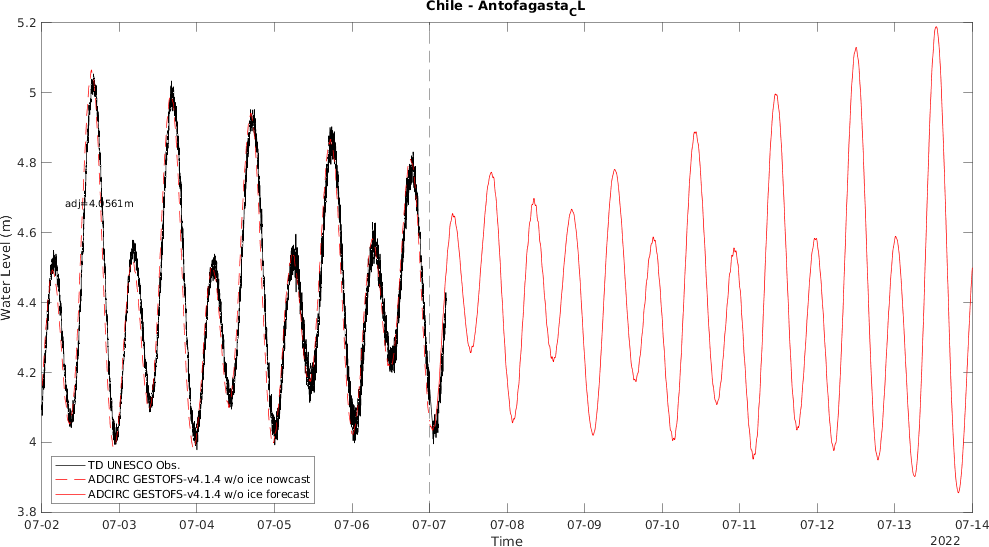 Chile - Antofagasta_CL
5.2
5
4.8
4.6
4.4
4.2
4
3.8
Water Level (m)
adj=4.0561m
TD UNESCO Obs.
ADCIRC GESTOFS-v4.1.4 w/o ice nowcast
ADCIRC GESTOFS-v4.1.4 w/o ice forecast
07-02 07-03 07-04 07-05 07-06 07-07 07-08 07-09 07-10 07-11 07-12 07-13 07-14
Time
2022